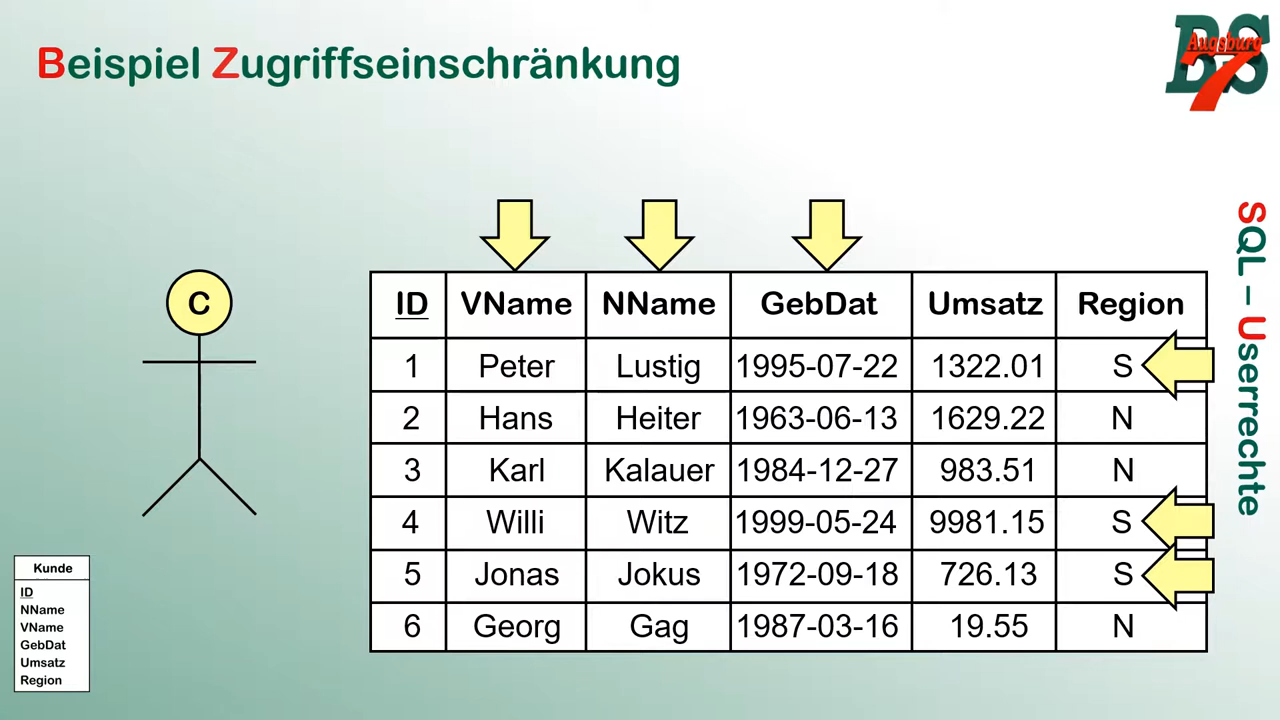 Beispiel Zugriffseinschränkung
BS
Augsburg
7
SQL – Userrechte
C
ID VName NName GebDat Umsatz Region
1 Peter Lustig 1995-07-22 1322.01 S
2 Hans Heiter 1963-06-13 1629.22 N
3 Karl Kalauer 1984-12-27 983.51 N
4 Willi Witz 1999-05-24 9981.15 S
5 Jonas Jokus 1972-09-18 726.13 S
6 Georg Gag 1987-03-16 19.55 N
Kunde
ID
NName
VName
GebDat
Umsatz
Region